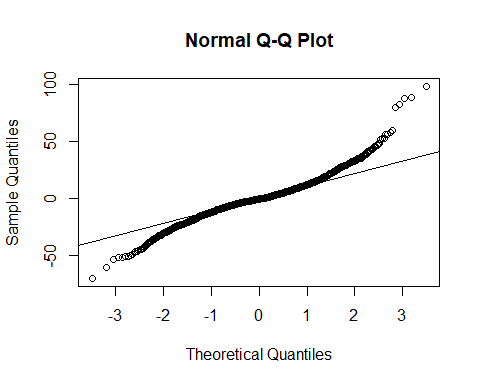 Normal Q-Q Plot
Sample Quantiles
100
50
0
-50
-3 -2 -1 0 1 2 3
Theoretical Quantiles